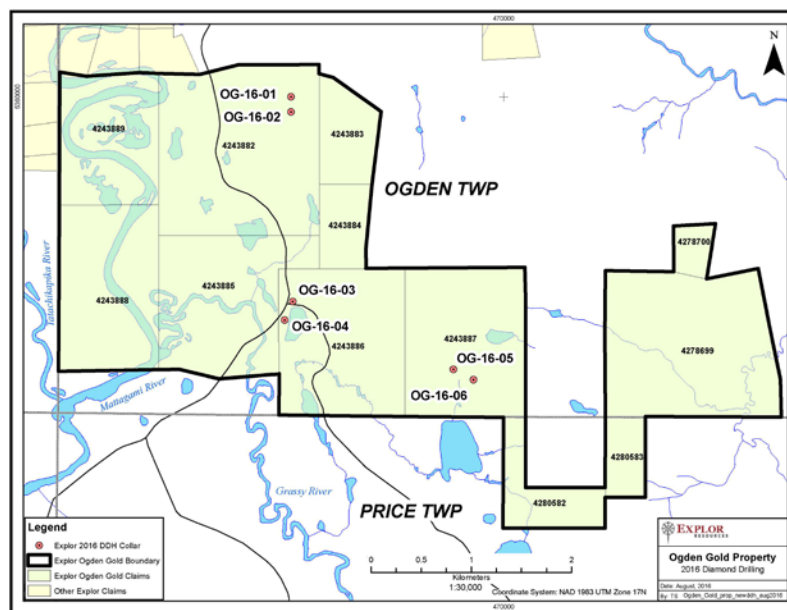 470000
N
5360000
OG-16-01
OG-16-02
4243889
4243882
4243883
OGDEN TWP
4243884
4278700
Tatachikapika River
4243888
4243885
OG-16-03
OG-16-04
4243886
4243887
OG-16-05
OG-16-06
4278699
Mattagami River
Grassy River
4280583
4280582
PRICE TWP
Legend
Explor 2016 DDH Collar
Explor Ogden Gold Boundary
Explor Ogden Gold Claims
Other Explor Claims
0 0.5 1 2
Kilometers
1:30,000
Coordinate System: NAD 1983 UTM Zone 17N
EXPLOR
RESOURCES
Ogden Gold Property
2016 Diamond Drilling
Date: August, 2016
By: TS Ogden_Gold_prop_newddh_aug2016
470000